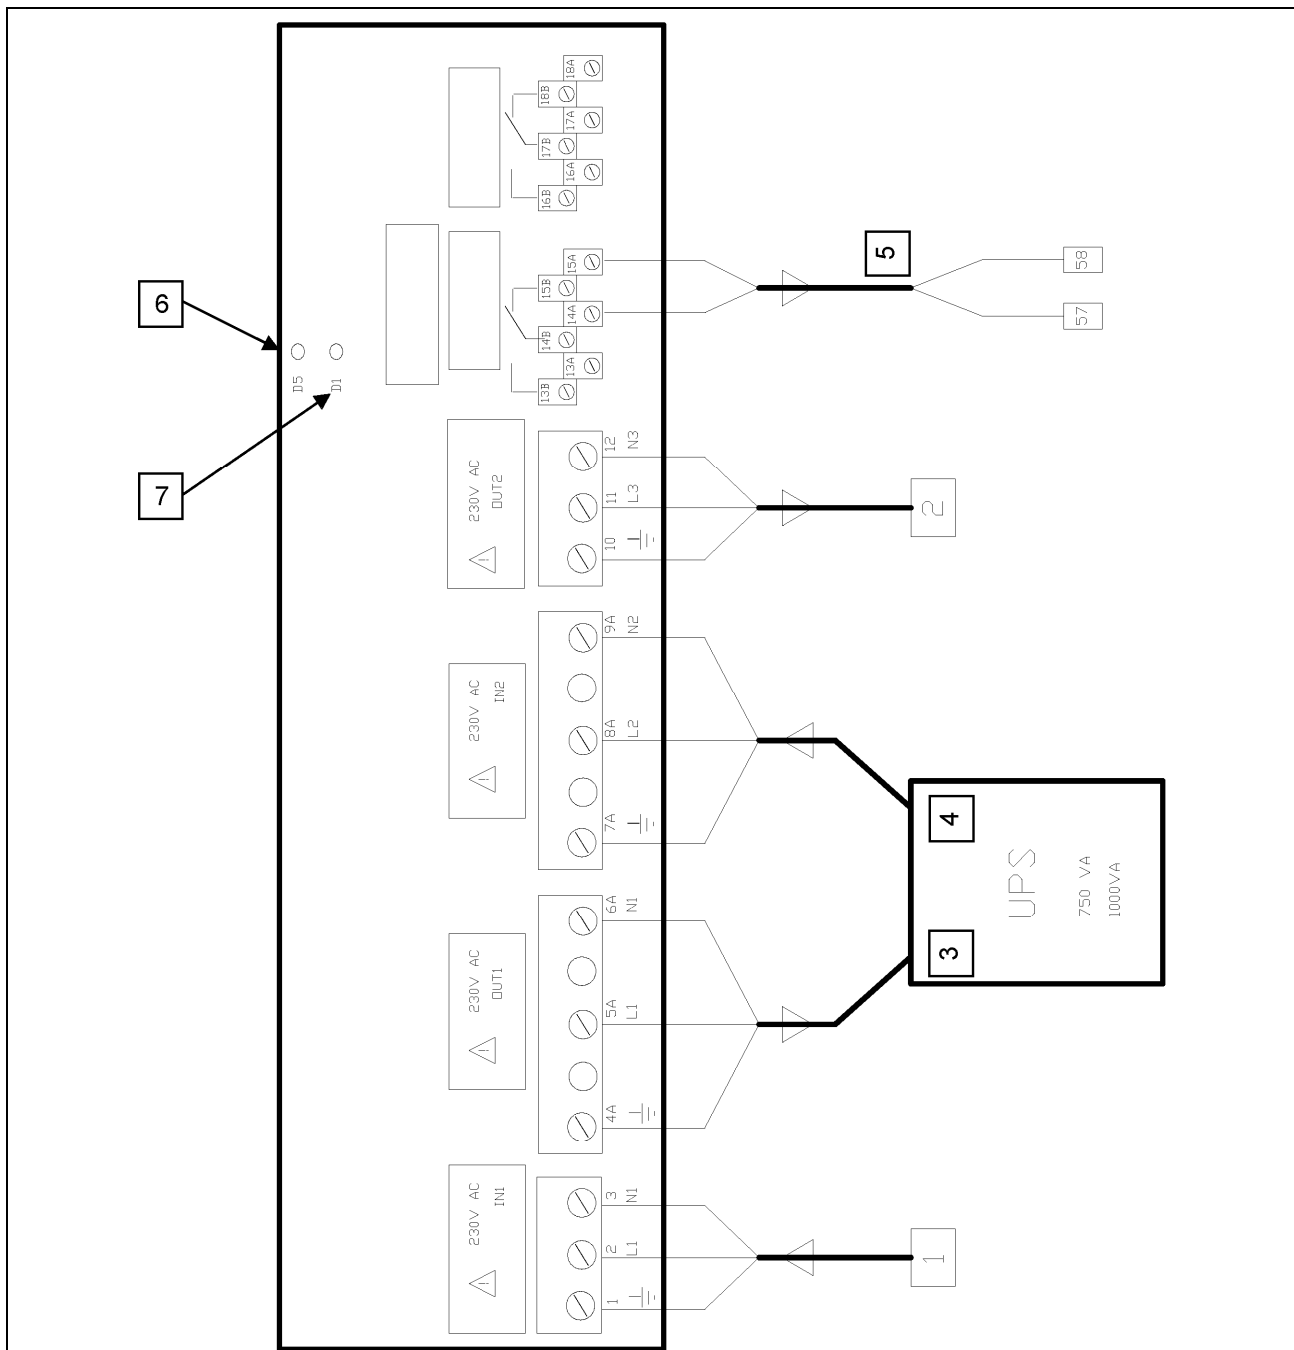 18A
18B
17A
17B
16A
16B
15A
15B
14A
14B
13A
13B
5
58
57
6
D5
D1
7
230V AC
OUT2
12 N3
11 L3
10
2
230V AC
IN2
9A N2
8A L2
7A
4
UPS
750 VA
1000VA
3
230V AC
OUT1
6A N1
5A L1
4A
230V AC
IN1
3 N1
2 L1
1
1